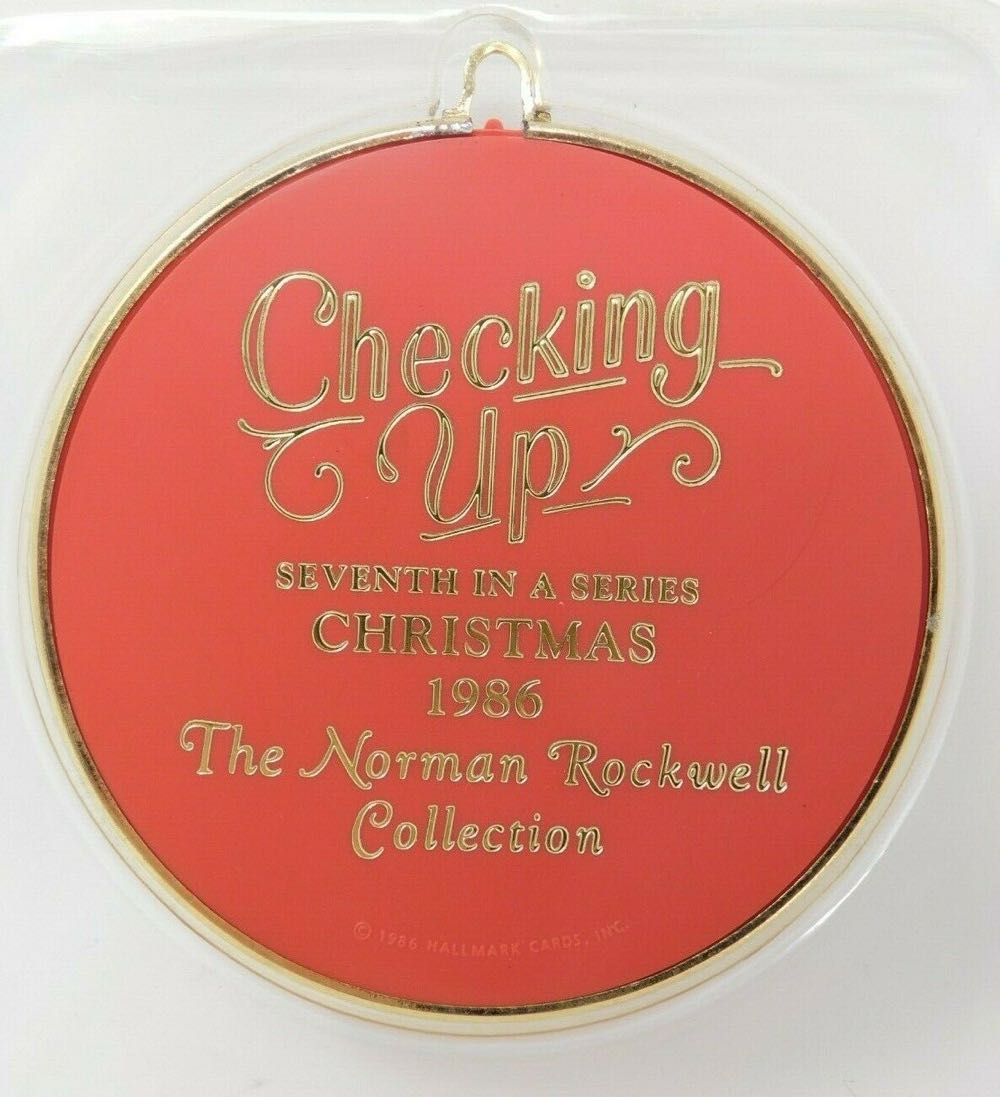 Checking
Up
SEVENTH IN A SERIES
CHRISTMAS
1986
The Norman Rockwell
Collection
© 1986 HALLMARK CARDS, INC.